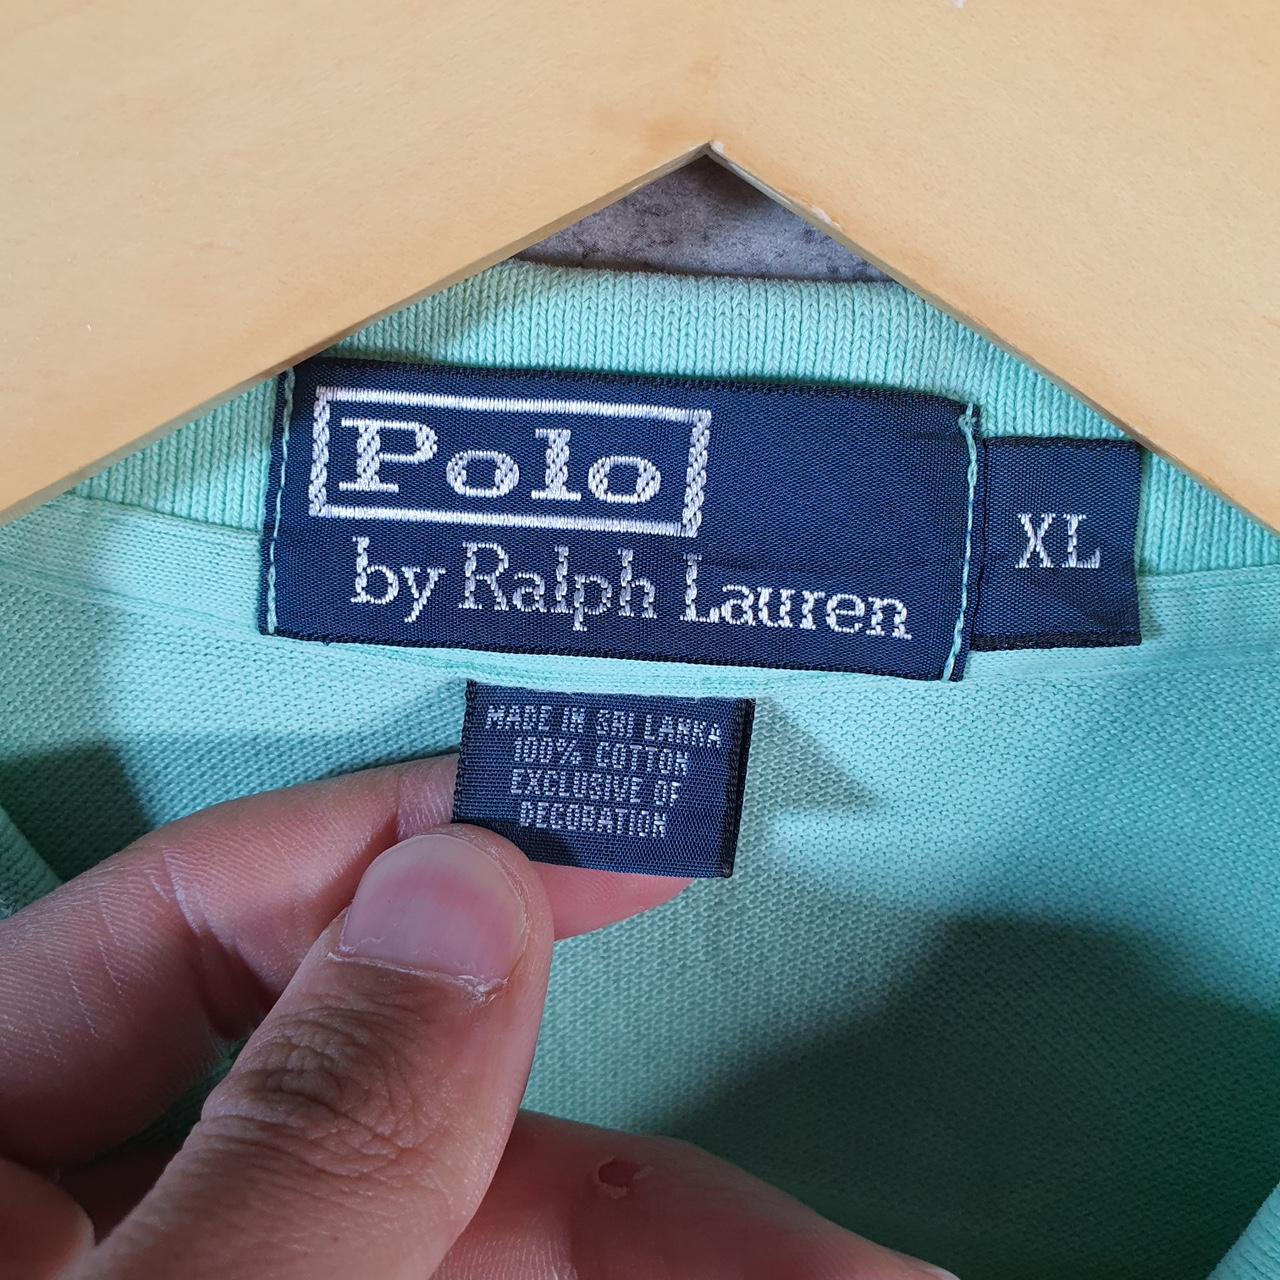 Polo
by Ralph Lauren
XL
MADE IN SRI LANKA
100% COTTON
EXCLUSIVE OF
DECORATION